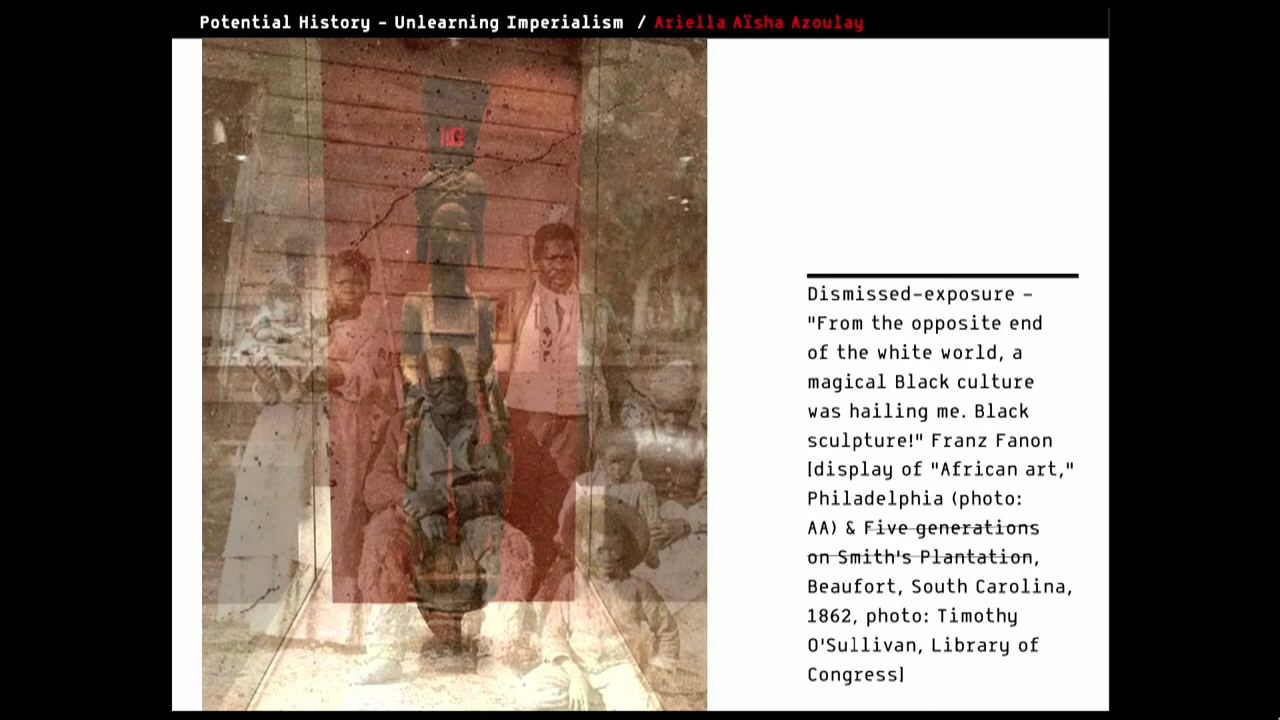 Potential History - Unlearning Imperialism / Ariella Aïsha Azoulay
Dismissed-exposure -
"From the opposite end
of the white world, a
magical Black culture
was hailing me. Black
sculpture!" Franz Fanon
[display of "African art,"
Philadelphia (photo:
AA) & Five generations
on Smith's Plantation,
Beaufort, South Carolina,
1862, photo: Timothy
O'Sullivan, Library of
Congress]